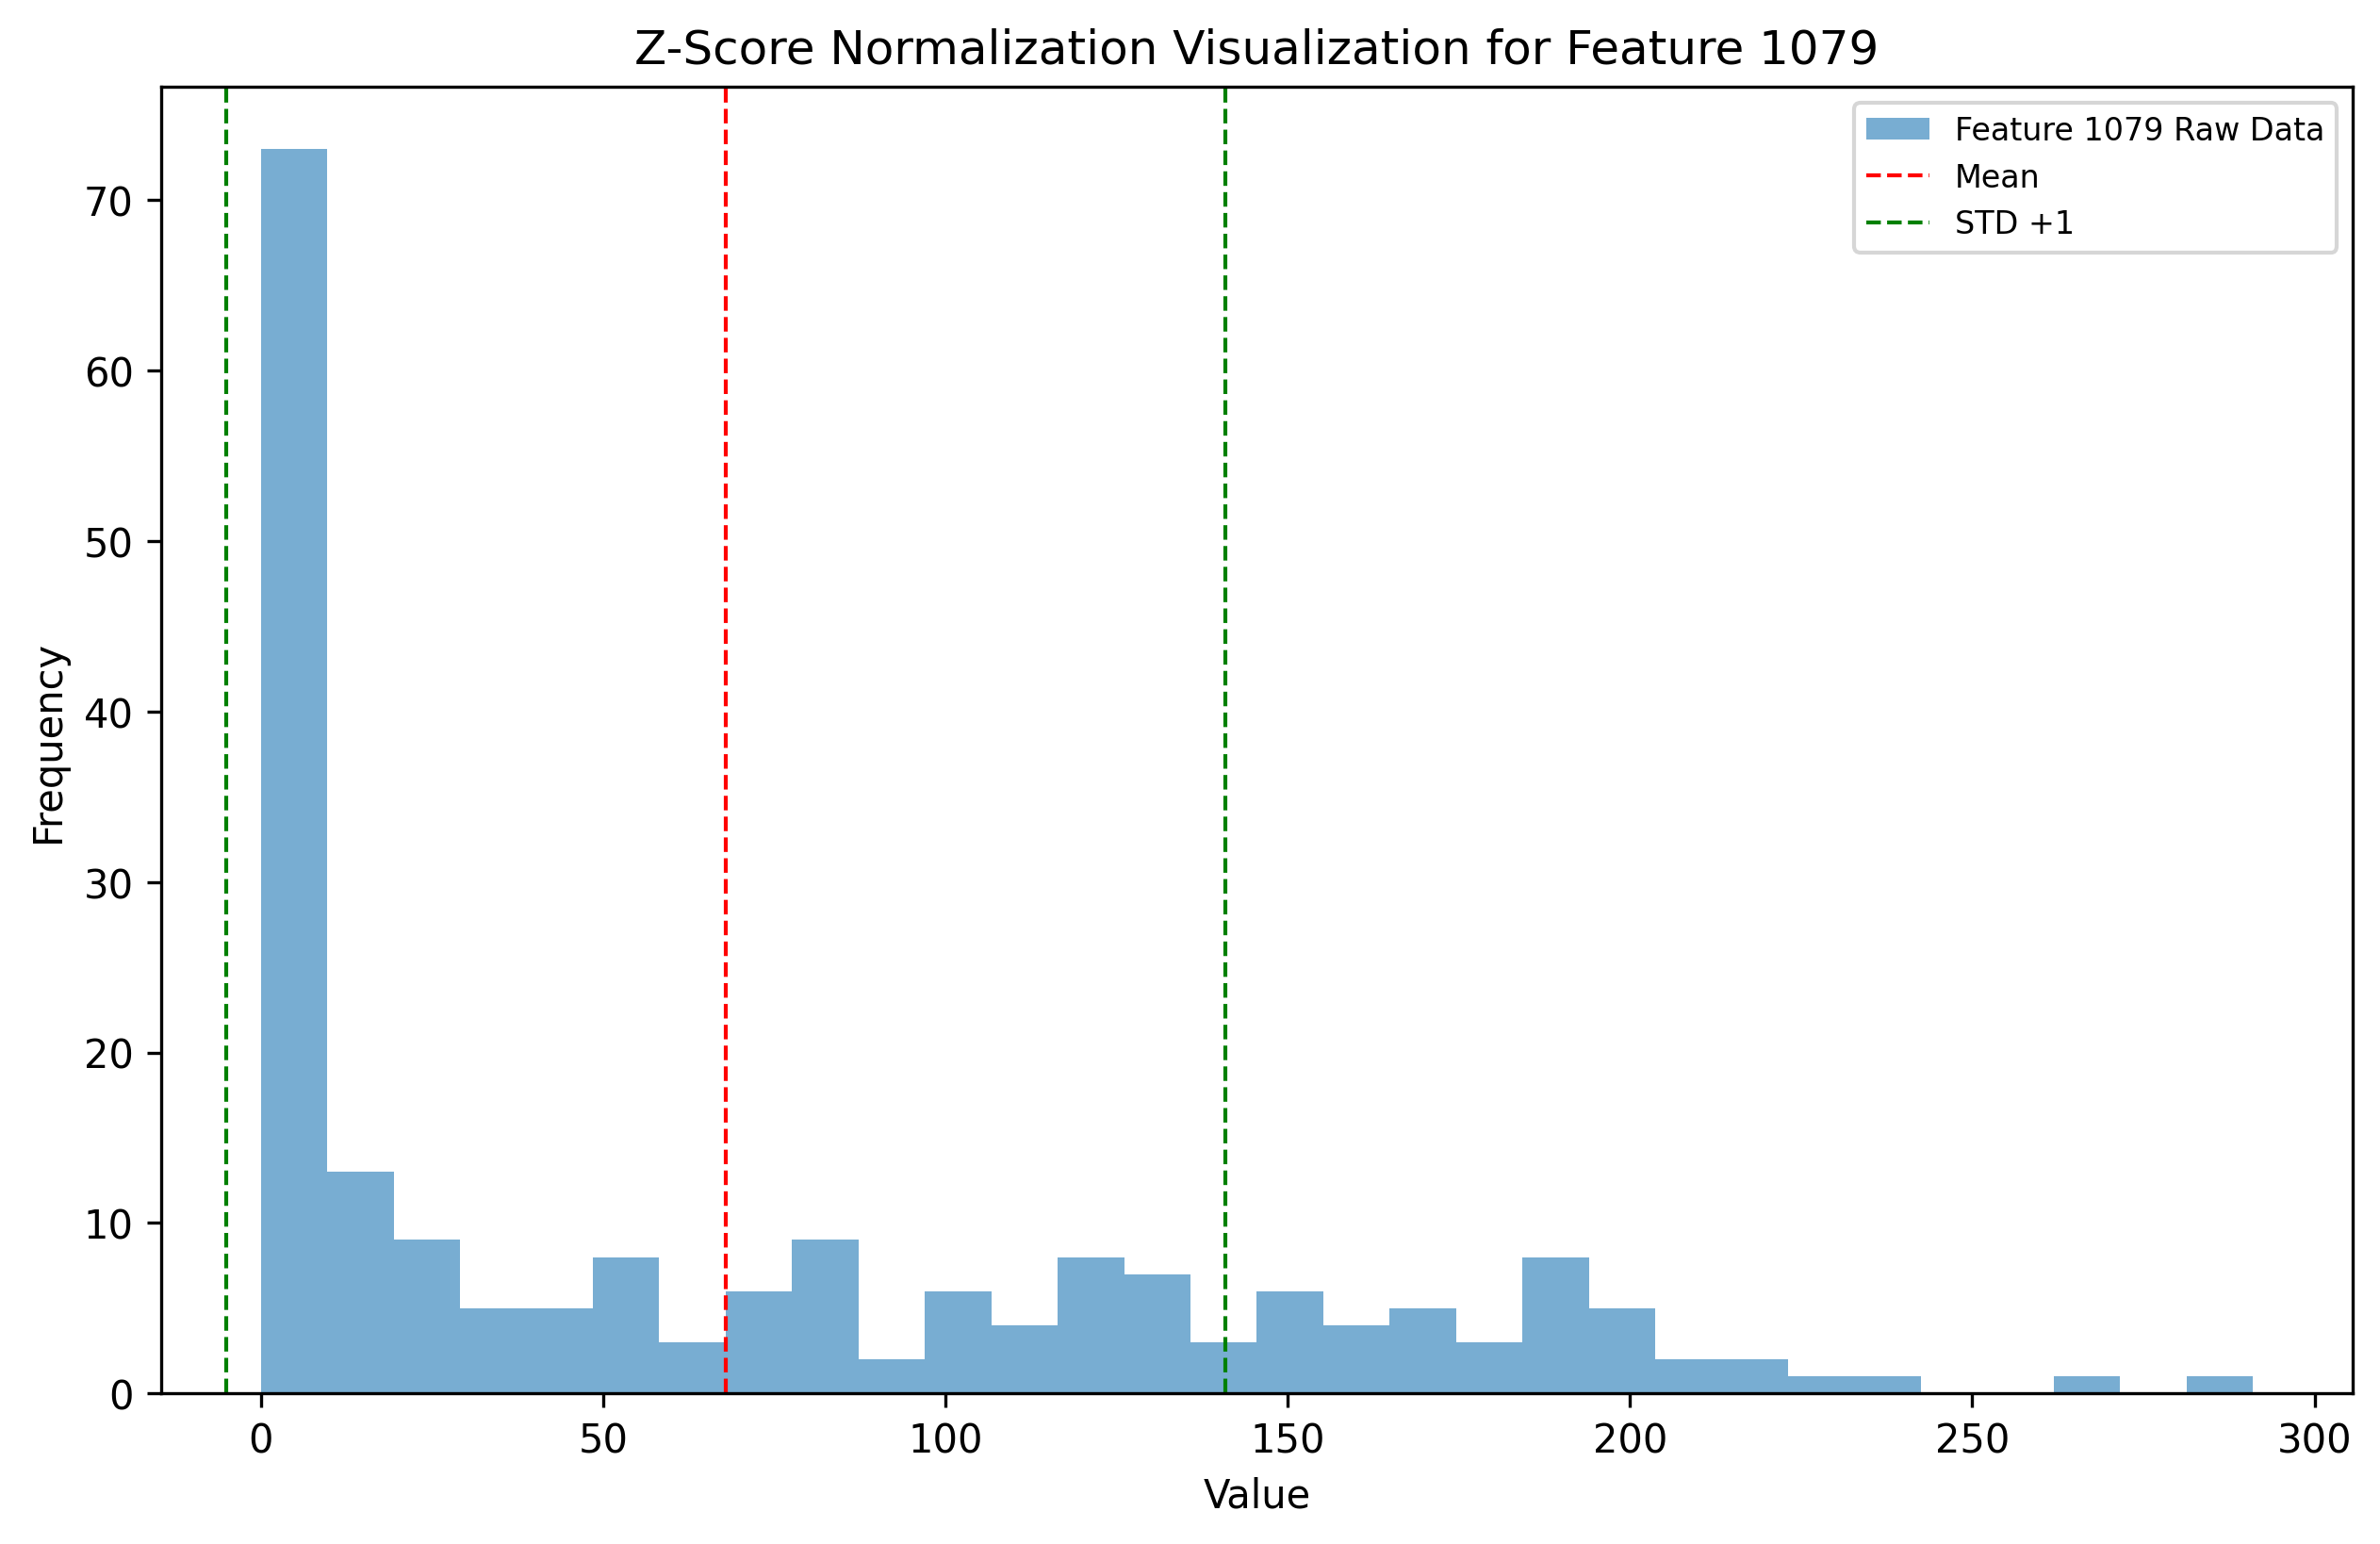 Z-Score Normalization Visualization for Feature 1079
Feature 1079 Raw Data
Mean
STD +1
Frequency
70
60
50
40
30
20
10
0
0 50 100 150 200 250 300
Value